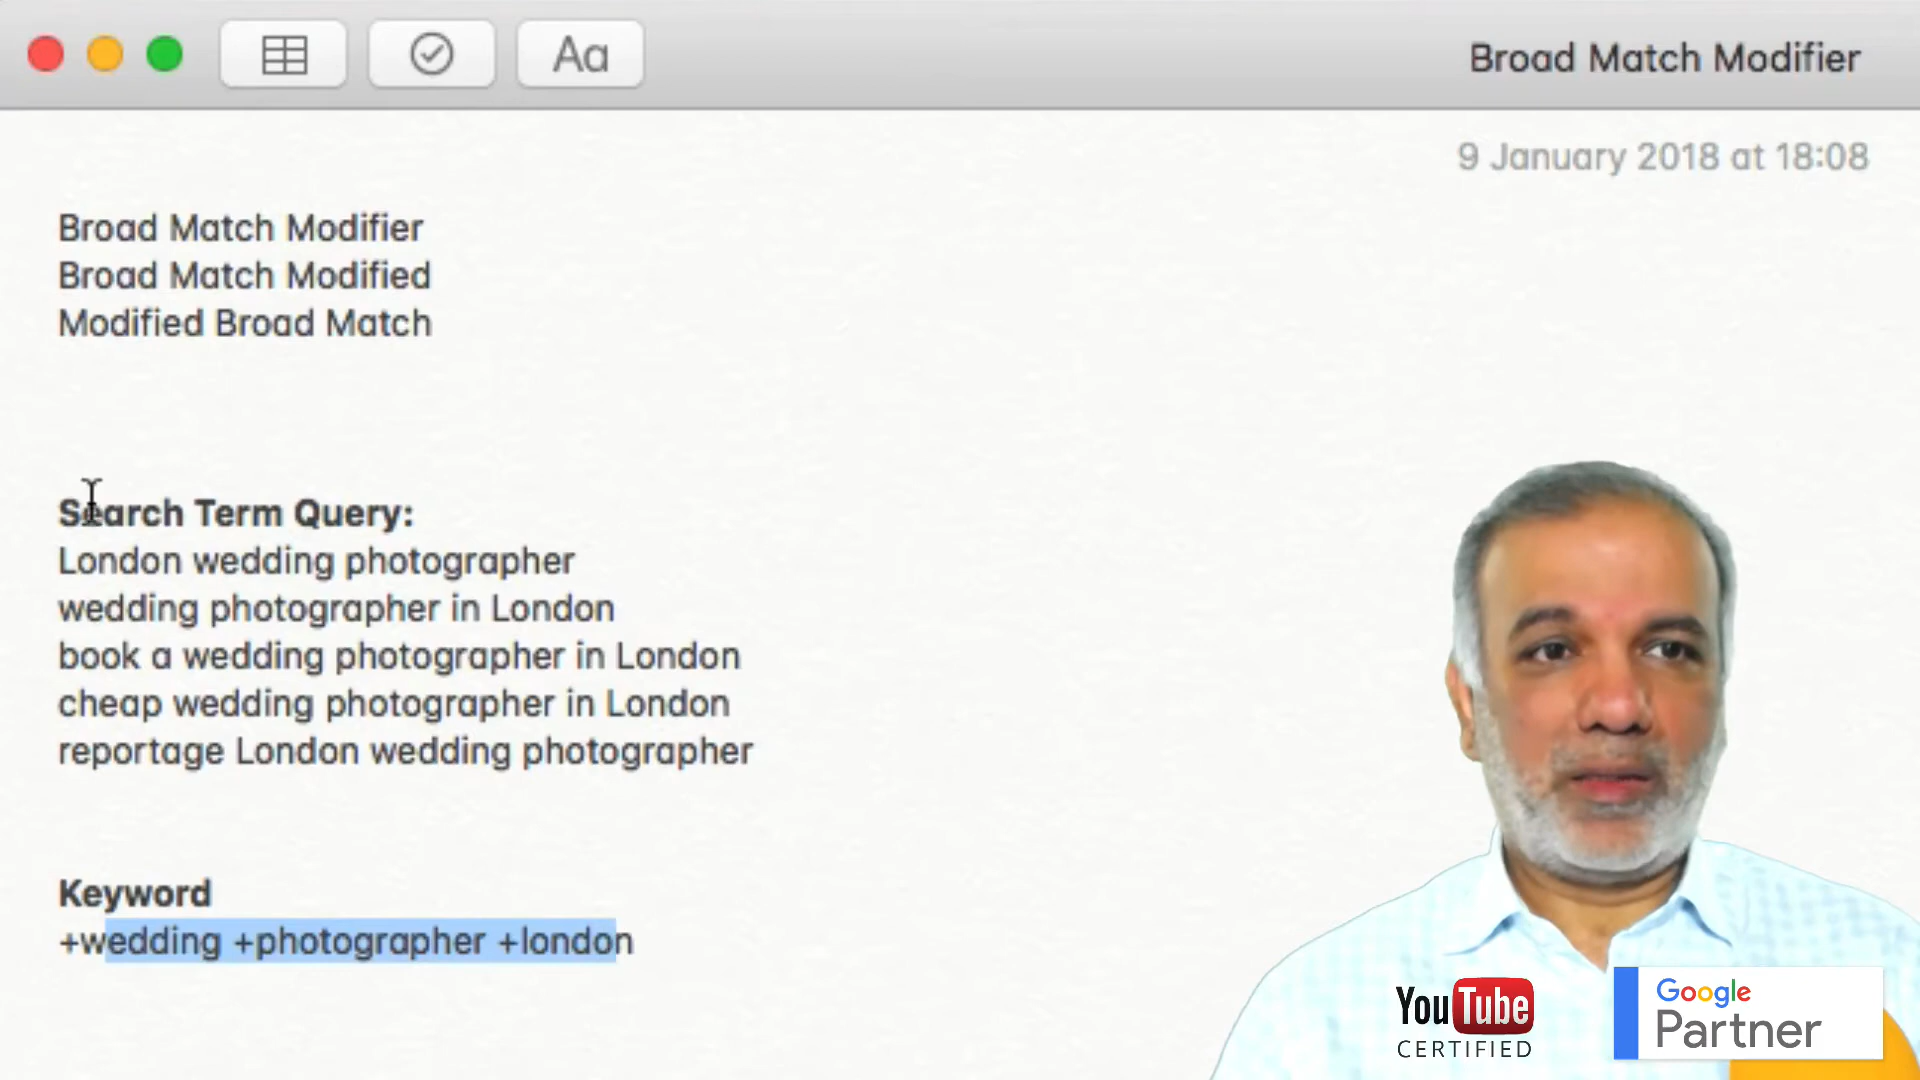 Aa
Broad Match Modifier
9 January 2018 at 18:08
Broad Match Modifier
Broad Match Modified
Modified Broad Match
Search Term Query:
London wedding photographer
wedding photographer in London
book a wedding photographer in London
cheap wedding photographer in London
reportage London wedding photographer
Keyword
+wedding +photographer +london
YouTube
CERTIFIED
Google
Partner